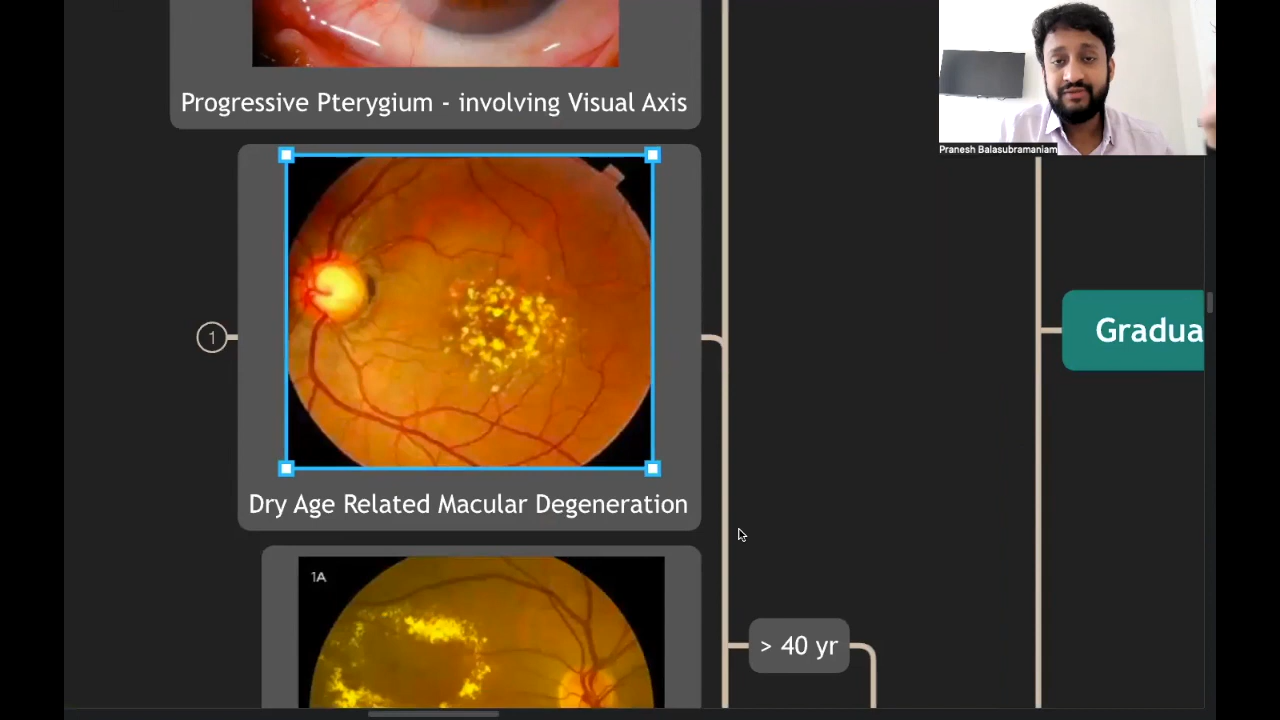 Progressive Pterygium - involving Visual Axis
Pranesh Balasubramaniam
1
Gradua
Dry Age Related Macular Degeneration
1A
> 40 yr